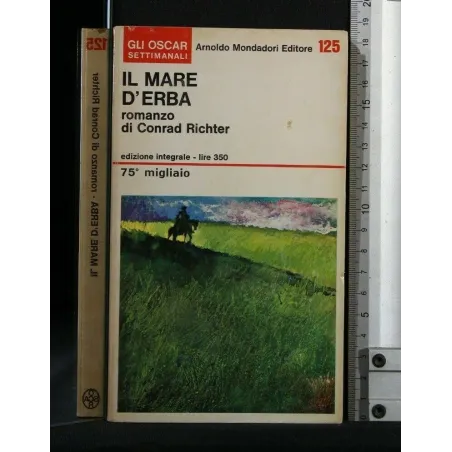 GLI OSCAR
SETTIMANALI
Arnoldo Mondadori Editore 125
IL MARE
D'ERBA
romanzo
di Conrad Richter
edizione integrale - lire 350
75° migliaio
125
IL MARE D'ERBA · romanzo di Conrad Richter